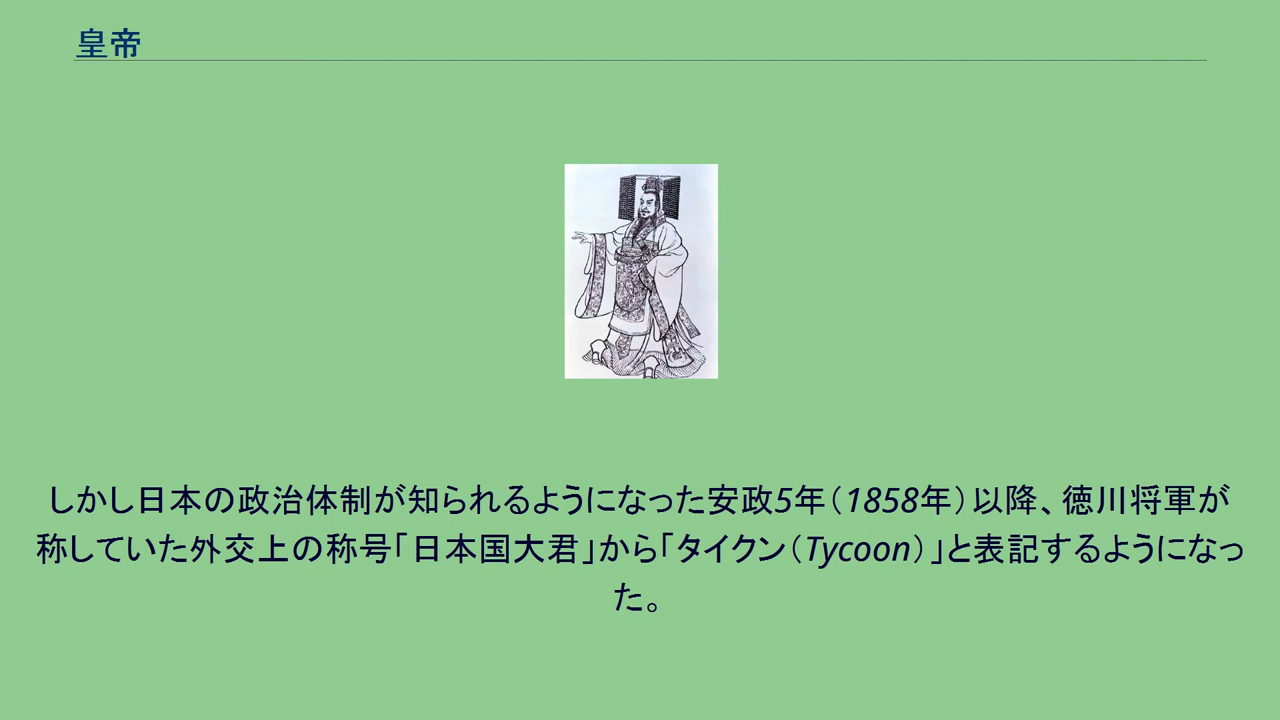 皇帝
しかし日本の政治体制が知られるようになった安政5年（1858年）以降、徳川将軍が
称していた外交上の称号「日本国大君」から「タイクン（Tycoon）」と表記するようになっ
た。